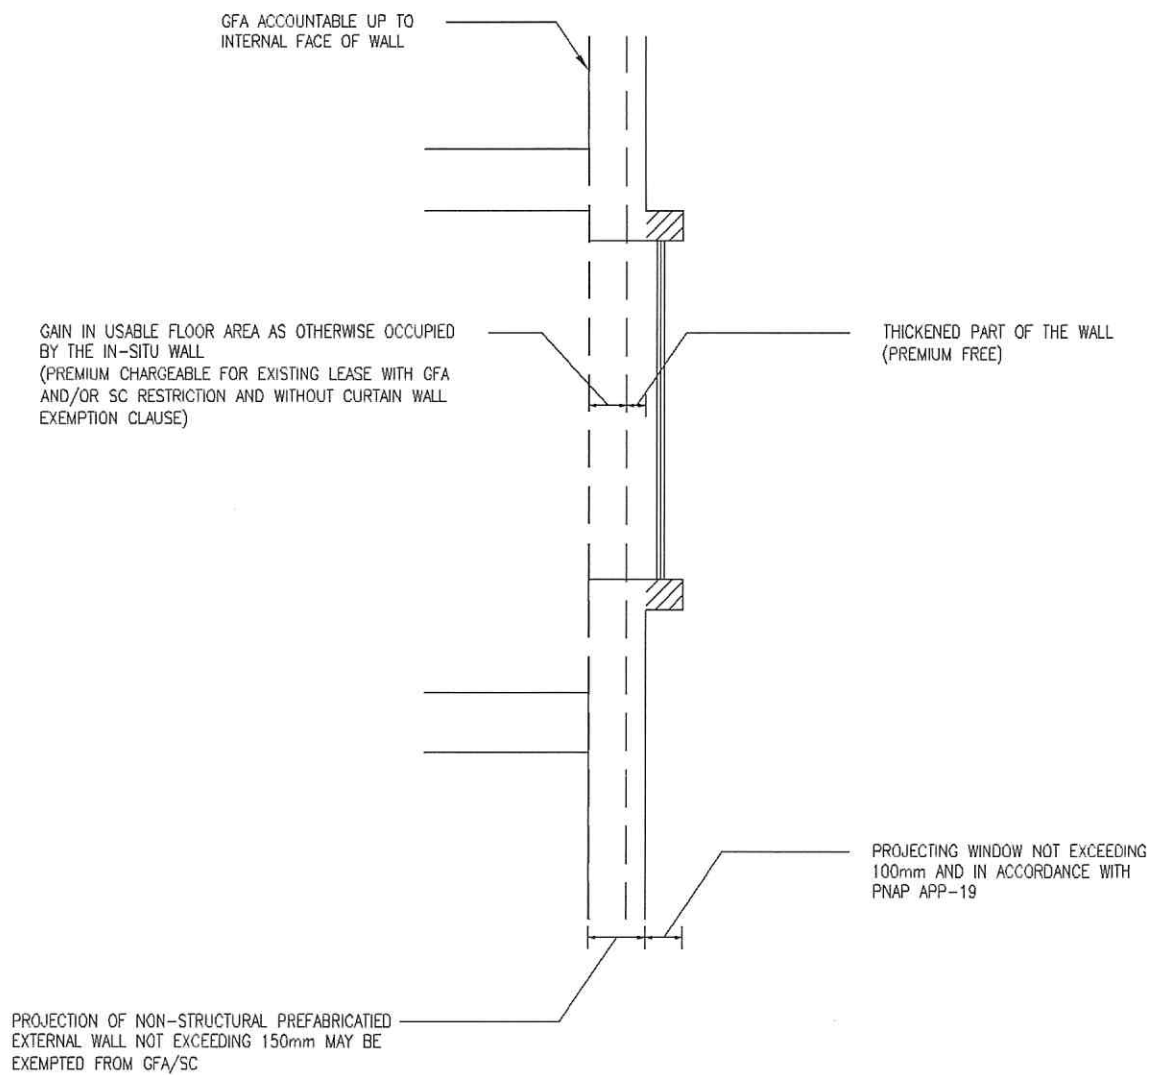 GFA ACCOUNTABLE UP TO
INTERNAL FACE OF WALL
GAIN IN USABLE FLOOR AREA AS OTHERWISE OCCUPIED
BY THE IN-SITU WALL
(PREMIUM CHARGEABLE FOR EXISTING LEASE WITH GFA
AND/OR SC RESTRICTION AND WITHOUT CURTAIN WALL
EXEMPTION CLAUSE)
THICKENED PART OF THE WALL
(PREMIUM FREE)
PROJECTING WINDOW NOT EXCEEDING
100mm AND IN ACCORDANCE WITH
PNAP APP-19
PROJECTION OF NON-STRUCTURAL PREFABRICATIED
EXTERNAL WALL NOT EXCEEDING 150mm MAY BE
EXEMPTED FROM GFA/SC